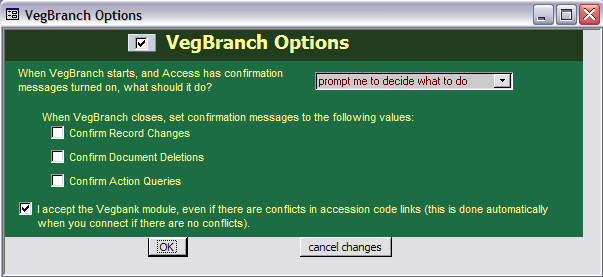 VegBranch Options
VegBranch Options
When VegBranch starts, and Access has confirmation
messages turned on, what should it do?
prompt me to decide what to do
When VegBranch closes, set confirmation messages to the following values:
Confirm Record Changes
Confirm Document Deletions
Confirm Action Queries
I accept the Vegbank module, even if there are conflicts in accession code links (this is done automatically
when you connect if there are no conflicts).
OK
cancel changes